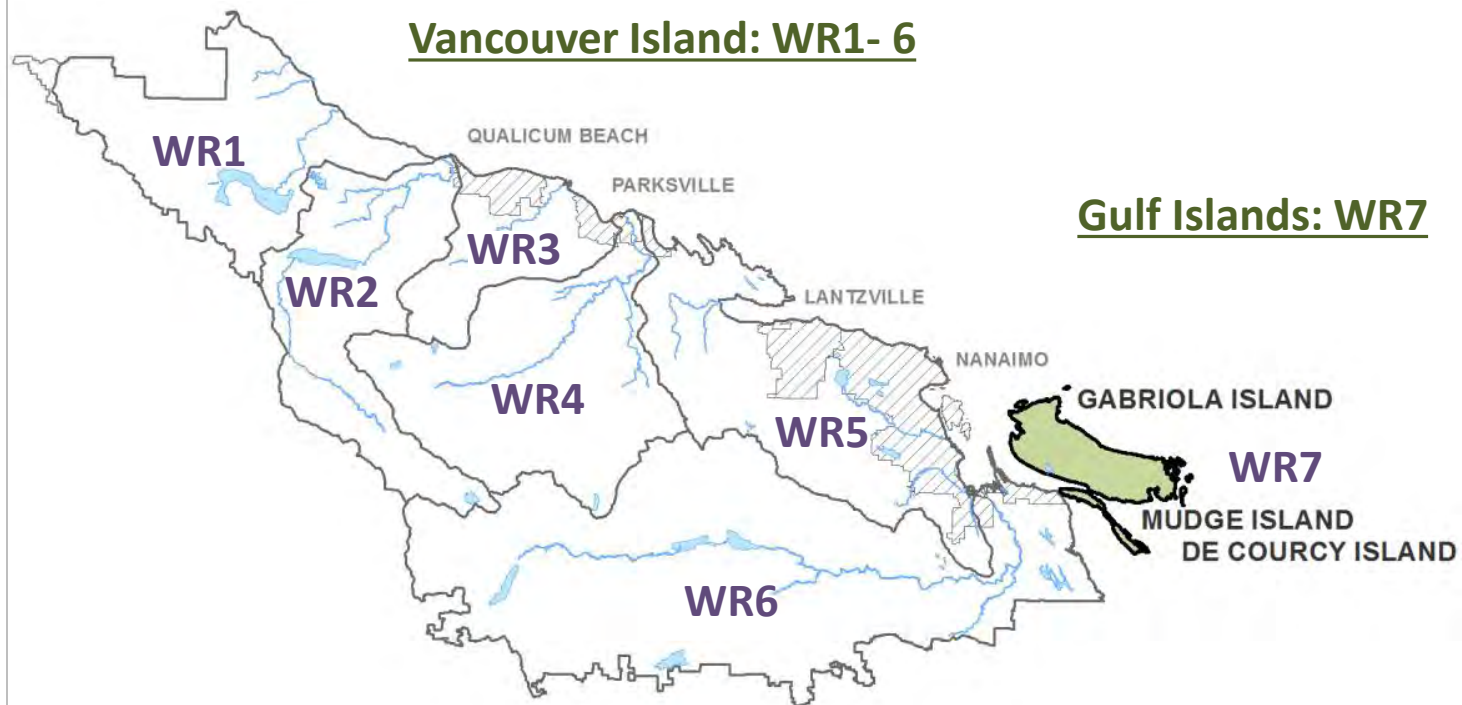 Vancouver Island: WR1- 6
QUALICUM BEACH
WR1
PARKSVILLE
Gulf Islands: WR7
WR3
WR2
LANTZVILLE
NANAIMO
WR4
GABRIOLA ISLAND
WR5
WR7
MUDGE ISLAND
DE COURCY ISLAND
WR6